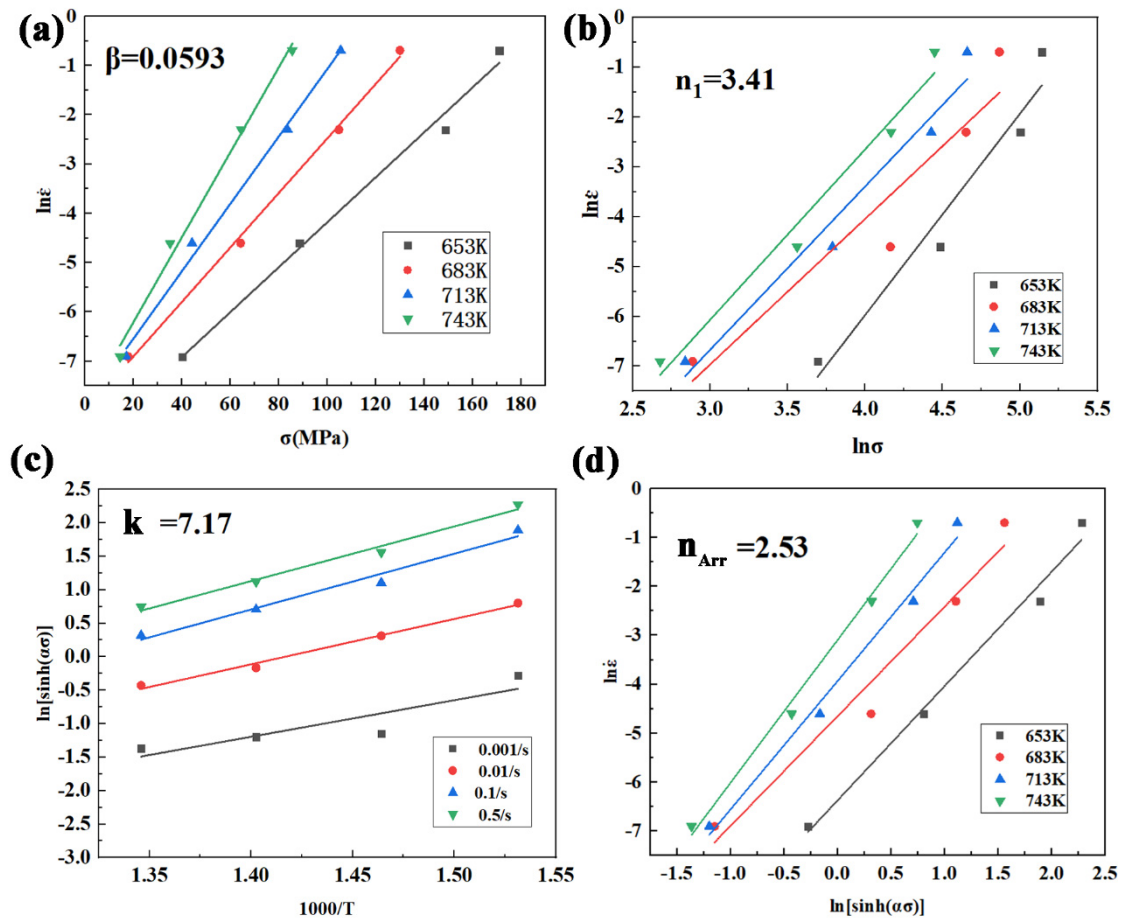 (a)
β=0.0593
0
-1
-2
-3
-4
-5
-6
-7
lnε̇
0 20 40 60 80 100 120 140 160 180
σ(MPa)
653K
683K
713K
743K
(b)
n₁=3.41
0
-1
-2
-3
-4
-5
-6
-7
lnε̇
2.5 3.0 3.5 4.0 4.5 5.0 5.5
lnσ
653K
683K
713K
743K
(c)
k =7.17
2.5
2.0
1.5
1.0
0.5
0.0
-0.5
-1.0
-1.5
-2.0
-2.5
-3.0
ln[sinh(ασ)]
1.35 1.40 1.45 1.50 1.55
1000/T
0.001/s
0.01/s
0.1/s
0.5/s
(d)
n_Arr =2.53
0
-1
-2
-3
-4
-5
-6
-7
lnε̇
-1.5 -1.0 -0.5 0.0 0.5 1.0 1.5 2.0 2.5
ln[sinh(ασ)]
653K
683K
713K
743K